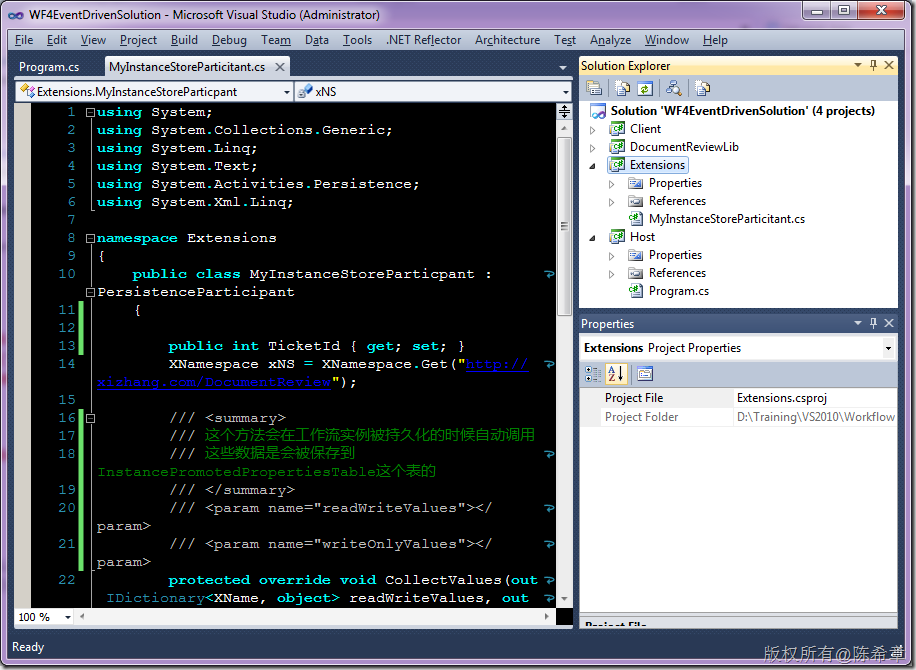 WF4EventDrivenSolution - Microsoft Visual Studio (Administrator)
File Edit View Project Build Debug Team Data Tools .NET Reflector Architecture Test Analyze Window Help
Program.cs MyInstanceStoreParticitant.cs
Extensions.MyInstanceStoreParticpant xNS
1 using System;
2 using System.Collections.Generic;
3 using System.Linq;
4 using System.Text;
5 using System.Activities.Persistence;
6 using System.Xml.Linq;
7
8 namespace Extensions
9 {
10 public class MyInstanceStoreParticpant :
PersistenceParticipant
11 {
12
13 public int TicketId { get; set; }
14 XNamespace xNS = XNamespace.Get("http://
xizhang.com/DocumentReview");
15
16 /// <summary>
17 /// 这个方法会在工作流实例被持久化的时候自动调用
18 /// 这些数据是会被保存到
InstancePromotedPropertiesTable这个表的
19 /// </summary>
20 /// <param name="readWriteValues"></
param>
21 /// <param name="writeOnlyValues"></
param>
22 protected override void CollectValues(out
IDictionary<XName, object> readWriteValues, out
100 %
Ready
Solution Explorer
Solution 'WF4EventDrivenSolution' (4 projects)
Client
DocumentReviewLib
Extensions
Properties
References
MyInstanceStoreParticitant.cs
Host
Properties
References
Program.cs
Properties
Extensions Project Properties
Project File Extensions.csproj
Project Folder D:\Training\VS2010\Workflow
Project File
版权所有@陈希章